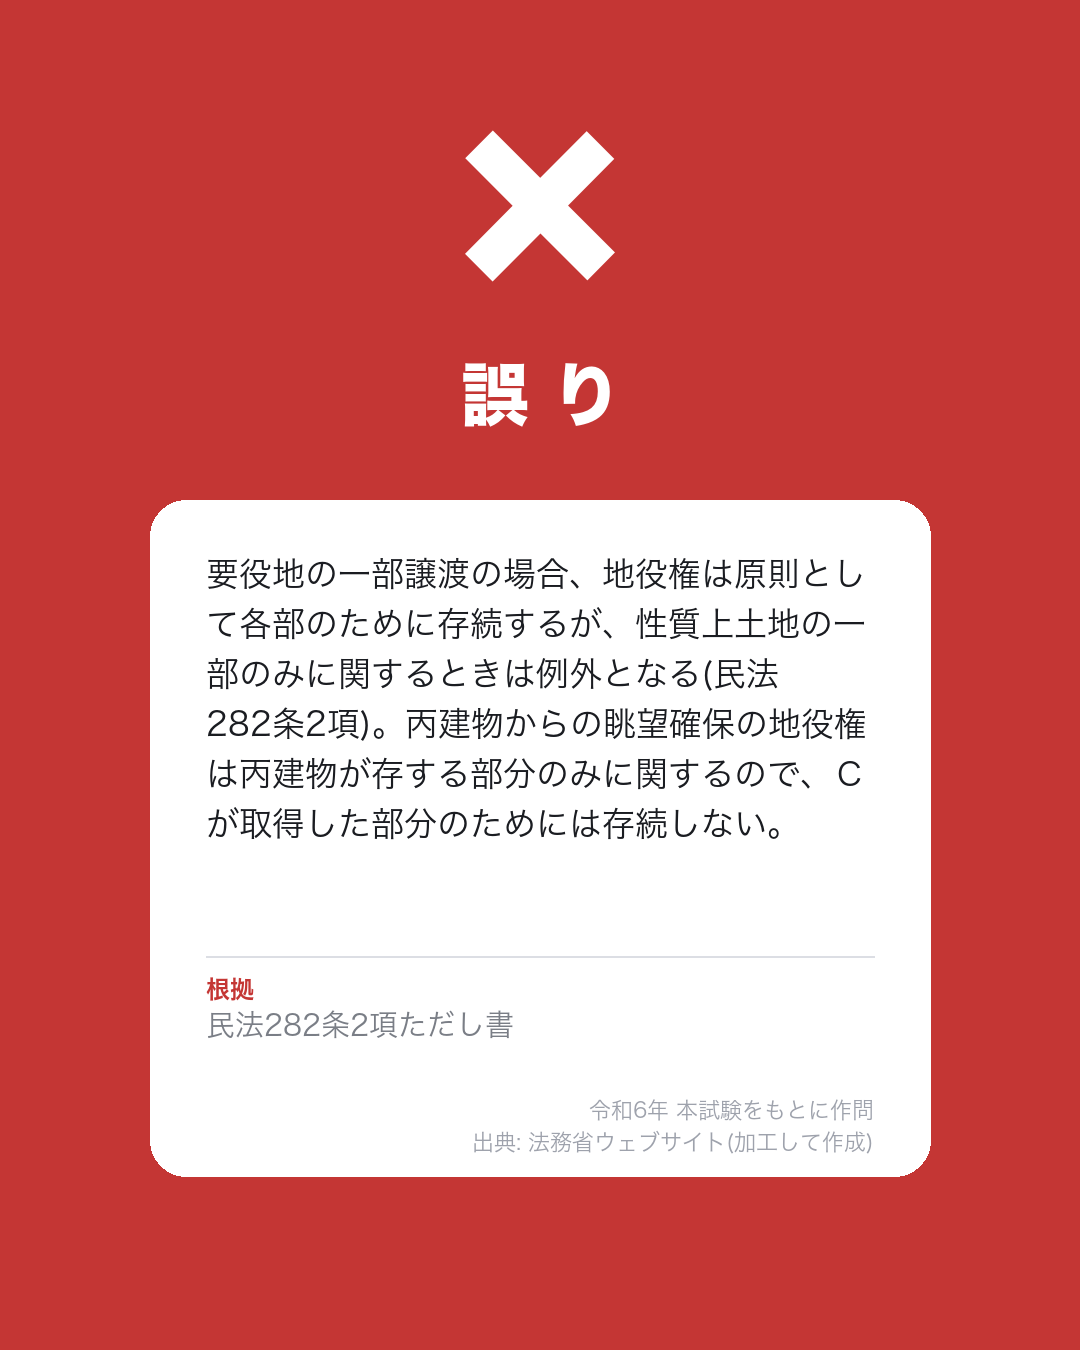 誤り
要役地の一部譲渡の場合、地役権は原則とし
て各部のために存続するが、性質上土地の一
部のみに関するときは例外となる(民法
282条2項)。丙建物からの眺望確保の地役権
は丙建物が存する部分のみに関するので、Ｃ
が取得した部分のためには存続しない。
根拠
民法282条2項ただし書
令和6年 本試験をもとに作問
出典: 法務省ウェブサイト(加工して作成)